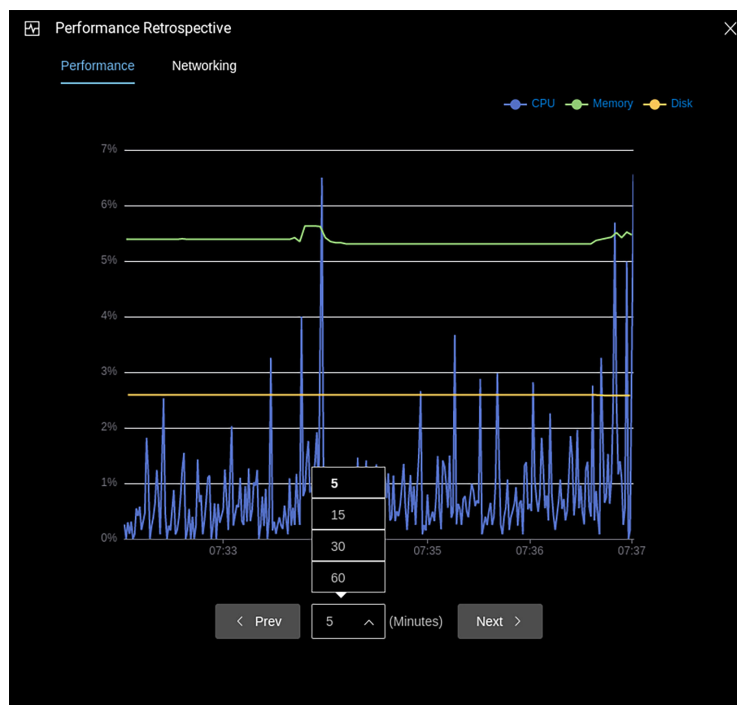 Performance Retrospective
Performance Networking
CPU Memory Disk
7%
6%
5%
4%
3%
2%
1%
0%
07:33 07:35 07:36 07:37
5
15
30
60
Prev 5 (Minutes) Next